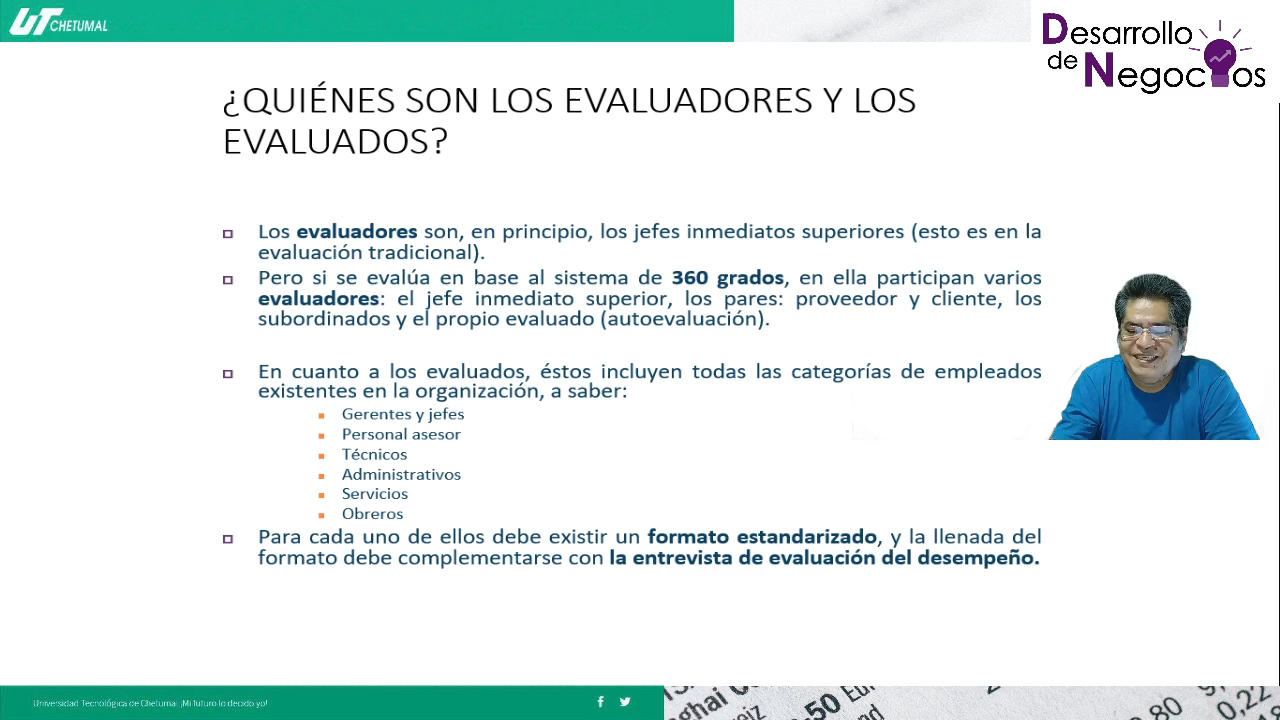 UT CHETUMAL
Desarrollo
de Negocios
¿QUIÉNES SON LOS EVALUADORES Y LOS
EVALUADOS?
Los evaluadores son, en principio, los jefes inmediatos superiores (esto es en la
evaluación tradicional).
Pero si se evalúa en base al sistema de 360 grados, en ella participan varios
evaluadores: el jefe inmediato superior, los pares: proveedor y cliente, los
subordinados y el propio evaluado (autoevaluación).
En cuanto a los evaluados, éstos incluyen todas las categorías de empleados
existentes en la organización, a saber:
Gerentes y jefes
Personal asesor
Técnicos
Administrativos
Servicios
Obreros
Para cada uno de ellos debe existir un formato estandarizado, y la llenada del
formato debe complementarse con la entrevista de evaluación del desempeño.
Universidad Tecnológica de Chetumal ¡Mi futuro lo decido yo!